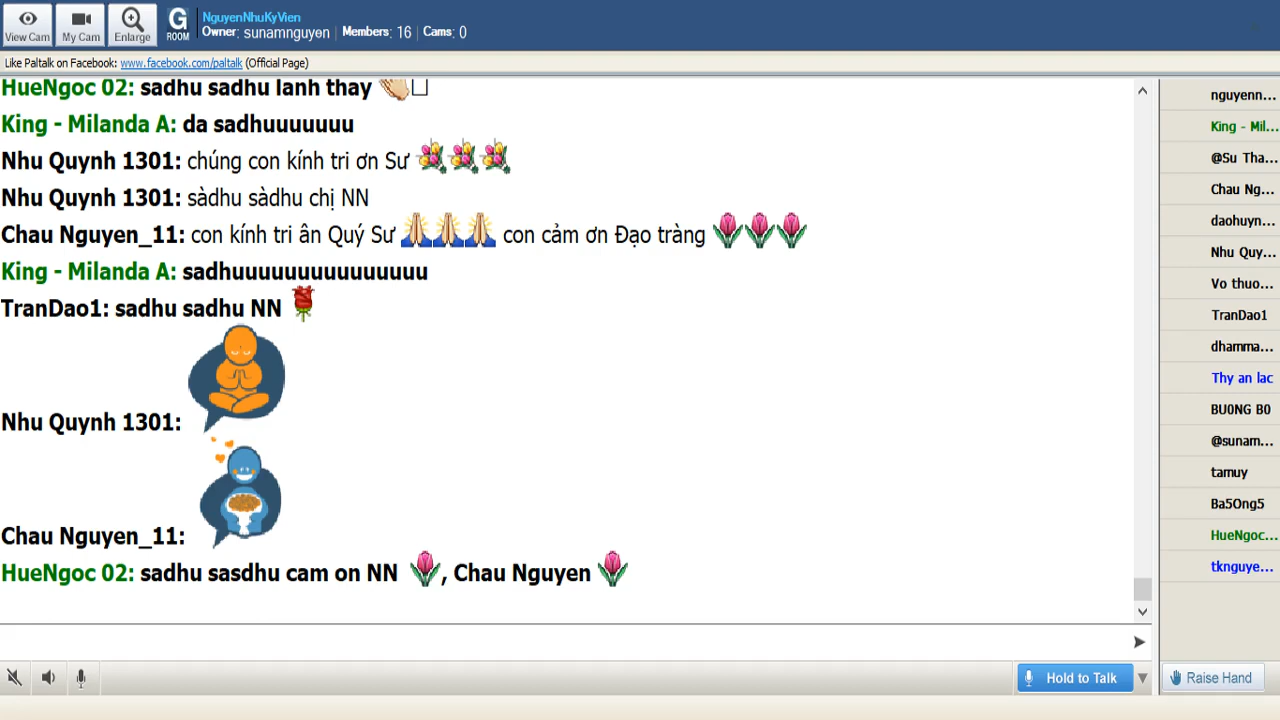 NguyenNhuKyVien
View Cam
My Cam
Enlarge
G
ROOM
Owner: sunamnguyen | Members: 16 | Cams: 0
Like Paltalk on Facebook: www.facebook.com/paltalk (Official Page)
HueNgoc 02: sadhu sadhu lanh thay
King - Milanda A: da sadhuuuuuuu
Nhu Quynh 1301: chúng con kính tri ơn Sư
Nhu Quynh 1301: sàdhu sàdhu chị NN
Chau Nguyen_11: con kính tri ân Quý Sư con cảm ơn Đạo tràng
King - Milanda A: sadhuuuuuuuuuuuuuuu
TranDao1: sadhu sadhu NN
Nhu Quynh 1301:
Chau Nguyen_11:
HueNgoc 02: sadhu sasdhu cam on NN , Chau Nguyen
nguyenn...
King - Mil...
@Su Tha...
Chau Ng...
daohuyn...
Nhu Quy...
Vo thuo...
TranDao1
dhamma...
Thy an lac
BU0NG B0
@sunam...
tamuy
Ba5Ong5
HueNgoc...
tknguye...
Hold to Talk
Raise Hand